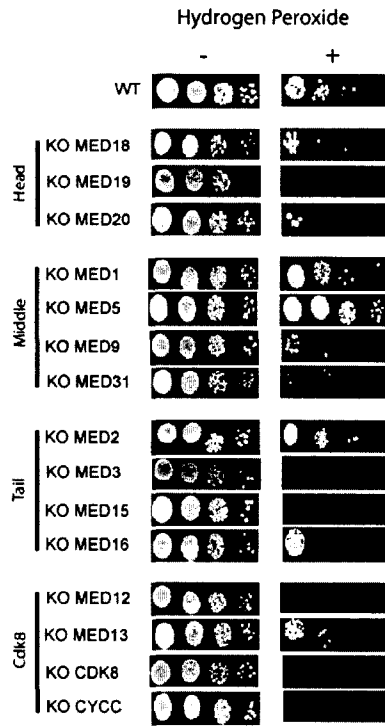 Hydrogen Peroxide
- +
WT
Head
KO MED18
KO MED19
KO MED20
Middle
KO MED1
KO MED5
KO MED9
KO MED31
Tail
KO MED2
KO MED3
KO MED15
KO MED16
Cdk8
KO MED12
KO MED13
KO CDK8
KO CYCC